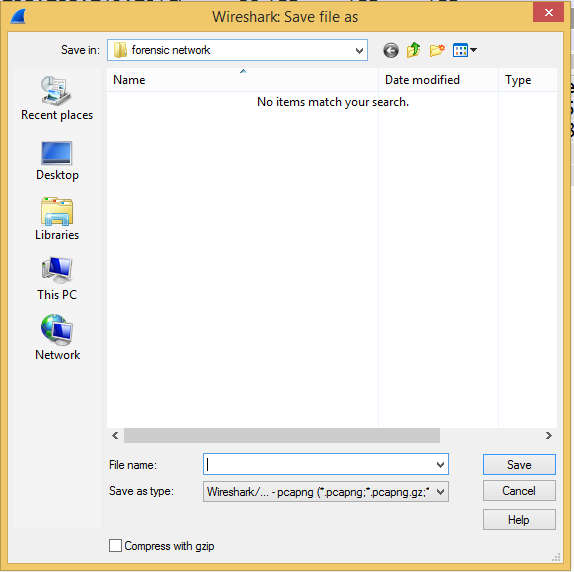 Wireshark: Save file as
Save in: forensic network
Name Date modified Type
No items match your search.
Recent places
Desktop
Libraries
This PC
Network
File name: Save
Save as type: Wireshark/... - pcapng (*.pcapng;*.pcapng.gz;* Cancel
Help
Compress with gzip